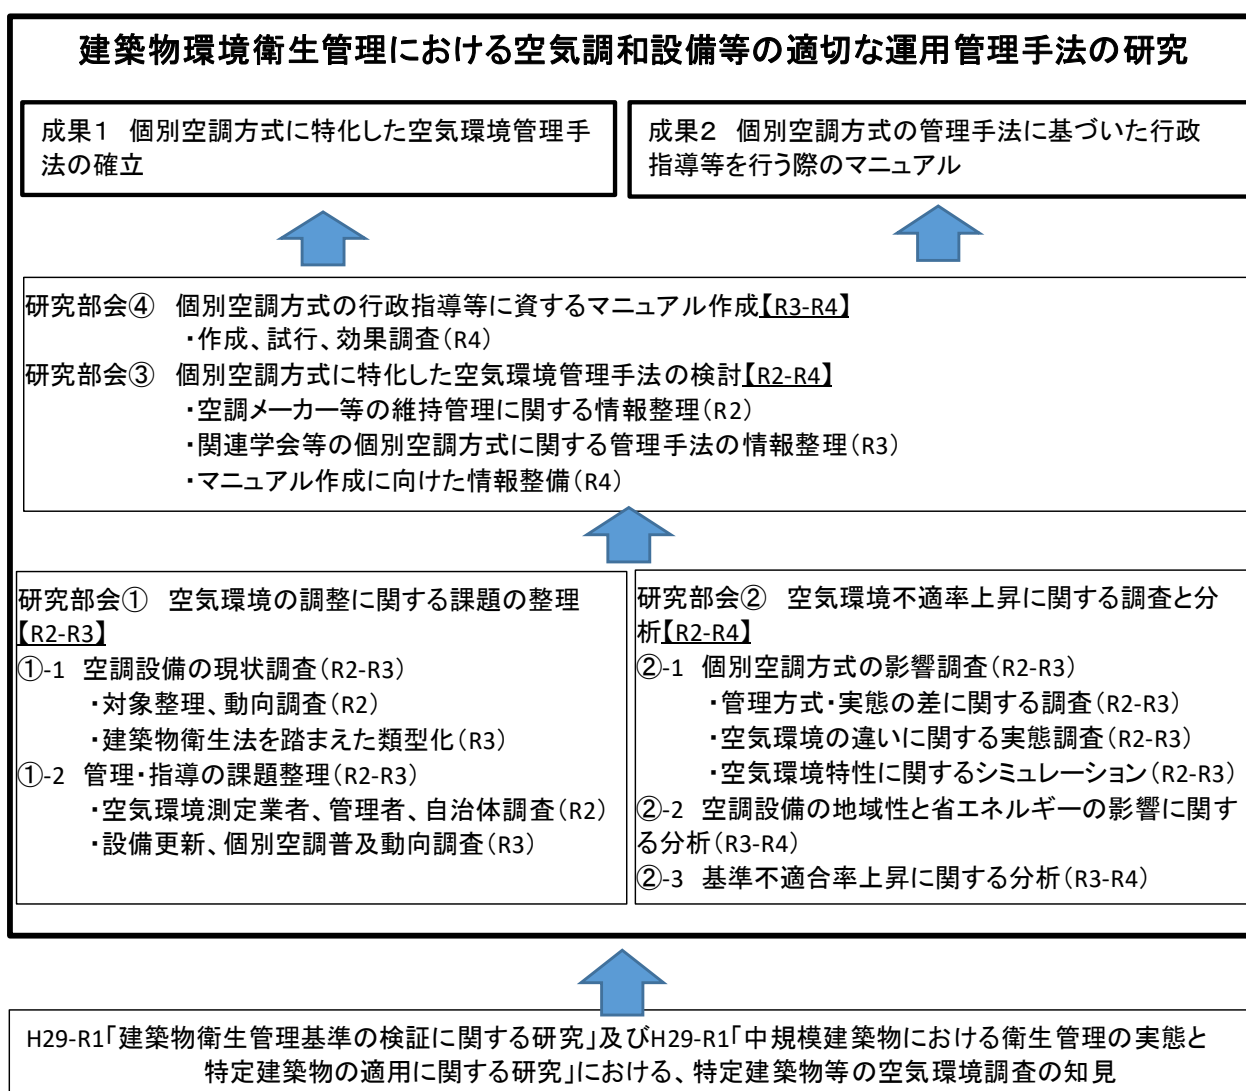 建築物環境衛生管理における空気調和設備等の適切な運用管理手法の研究
成果1　個別空調方式に特化した空気環境管理手
法の確立
成果2　個別空調方式の管理手法に基づいた行政
指導等を行う際のマニュアル
研究部会④　個別空調方式の行政指導等に資するマニュアル作成【R3-R4】
・作成、試行、効果調査(R4)
研究部会③　個別空調方式に特化した空気環境管理手法の検討【R2-R4】
・空調メーカー等の維持管理に関する情報整理(R2)
・関連学会等の個別空調方式に関する管理手法の情報整理(R3)
・マニュアル作成に向けた情報整備(R4)
研究部会①　空気環境の調整に関する課題の整理
【R2-R3】
①-1 空調設備の現状調査(R2-R3)
・対象整理、動向調査(R2)
・建築物衛生法を踏まえた類型化(R3)
①-2 管理・指導の課題整理(R2-R3)
・空気環境測定業者、管理者、自治体調査(R2)
・設備更新、個別空調普及動向調査(R3)
研究部会②　空気環境不適率上昇に関する調査と分
析【R2-R4】
②-1 個別空調方式の影響調査(R2-R3)
・管理方式・実態の差に関する調査(R2-R3)
・空気環境の違いに関する実態調査(R2-R3)
・空気環境特性に関するシミュレーション(R2-R3)
②-2 空調設備の地域性と省エネルギーの影響に関す
る分析(R3-R4)
②-3 基準不適合率上昇に関する分析(R3-R4)
H29-R1「建築物衛生管理基準の検証に関する研究」及びH29-R1「中規模建築物における衛生管理の実態と
特定建築物の適用に関する研究」における、特定建築物等の空気環境調査の知見